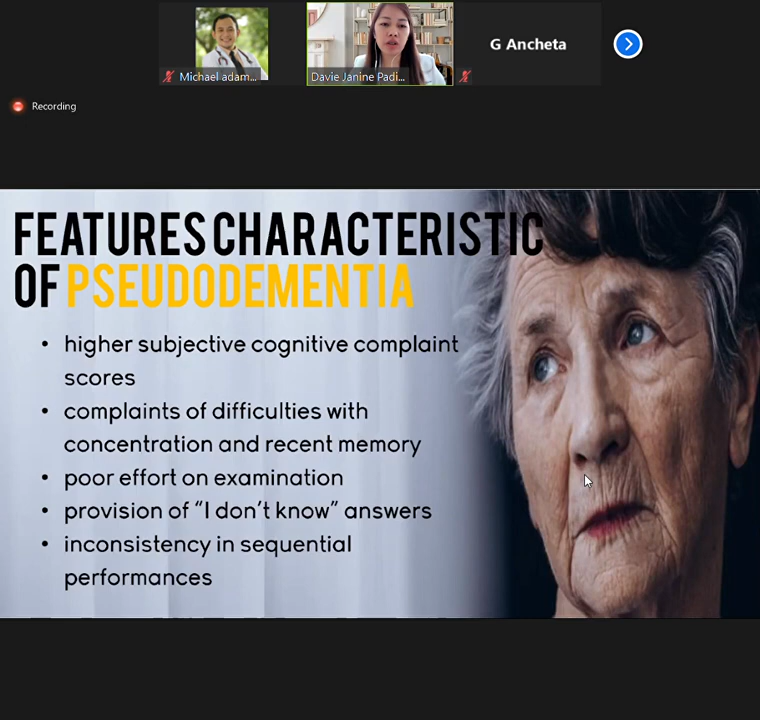 Michael adam...
Davie Janine Padi...
G Ancheta
Recording
FEATURES CHARACTERISTIC
OF PSEUDODEMENTIA
• higher subjective cognitive complaint
scores
• complaints of difficulties with
concentration and recent memory
• poor effort on examination
• provision of “I don’t know” answers
• inconsistency in sequential
performances